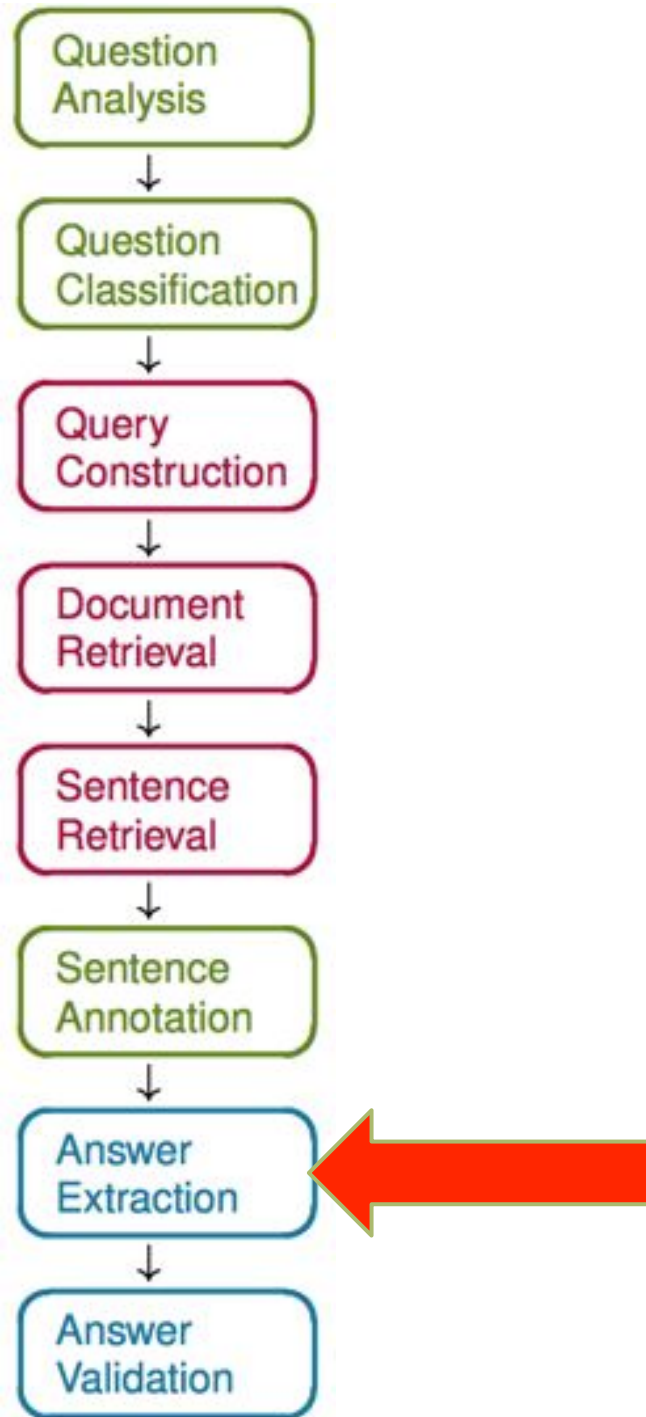 Question
Analysis
↓
Question
Classification
↓
Query
Construction
↓
Document
Retrieval
↓
Sentence
Retrieval
↓
Sentence
Annotation
↓
Answer
Extraction
↓
Answer
Validation